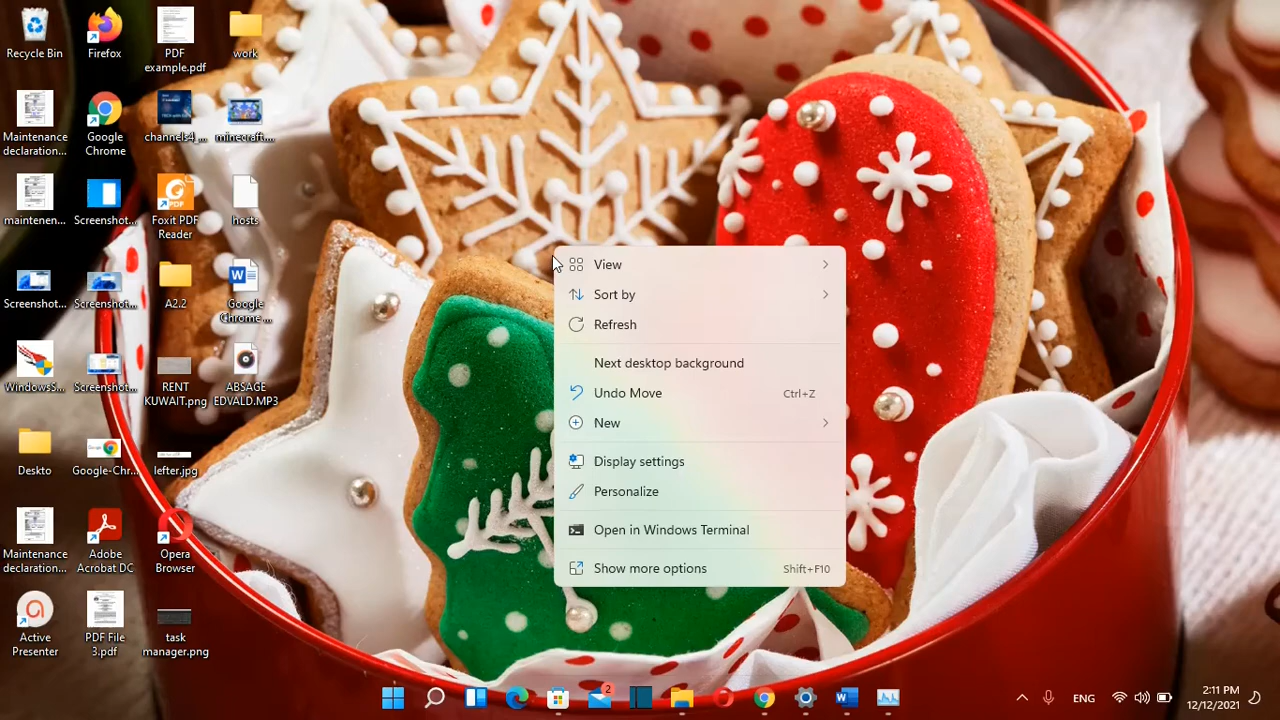 Recycle Bin
Firefox
PDF
example.pdf
work
Maintenance
declaration...
Google
Chrome
channels4_...
minecraft...
maintenen...
Screenshot...
Foxit PDF
Reader
hosts
Screenshot...
Screenshot...
A2.2
Google
Chrome ...
WindowsS...
Screenshot...
RENT
KUWAIT.png
ABSAGE
EDVALD.MP3
Deskto
Google-Chr...
lefter.jpg
Maintenance
declaration...
Adobe
Acrobat DC
Opera
Browser
Active
Presenter
PDF File
3.pdf
task
manager.png
View
Sort by
Refresh
Next desktop background
Undo Move Ctrl+Z
New
Display settings
Personalize
Open in Windows Terminal
Show more options Shift+F10
2
ENG
2:11 PM
12/12/2021